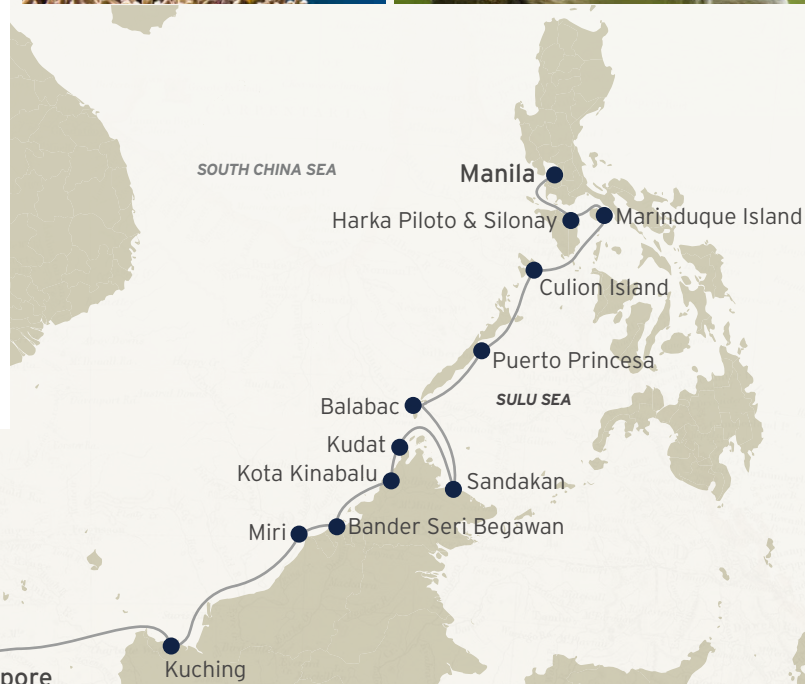 SOUTH CHINA SEA
Manila
Harka Piloto & Silonay
Marinduque Island
Culion Island
Puerto Princesa
SULU SEA
Balabac
Kudat
Kota Kinabalu
Sandakan
Bander Seri Begawan
Miri
Kuching
pore